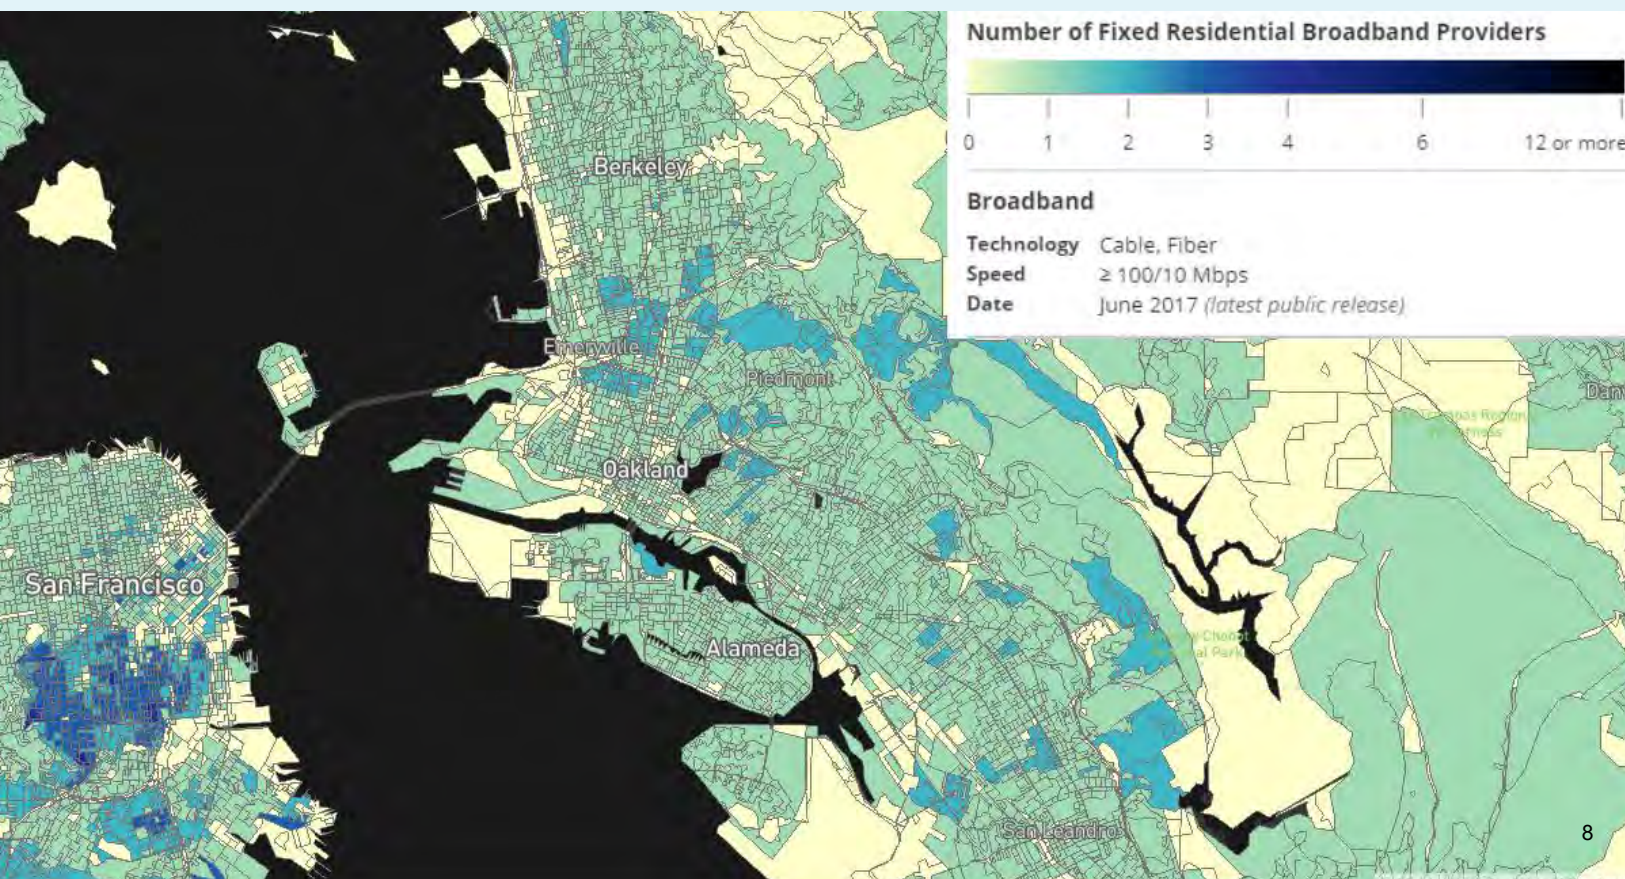 Number of Fixed Residential Broadband Providers
0 1 2 3 4 6 12 or more
Broadband
Technology Cable, Fiber
Speed ≥ 100/10 Mbps
Date June 2017 (latest public release)
Berkeley
Emeryville
Piedmont
Oakland
San Francisco
Alameda
San Leandro
8